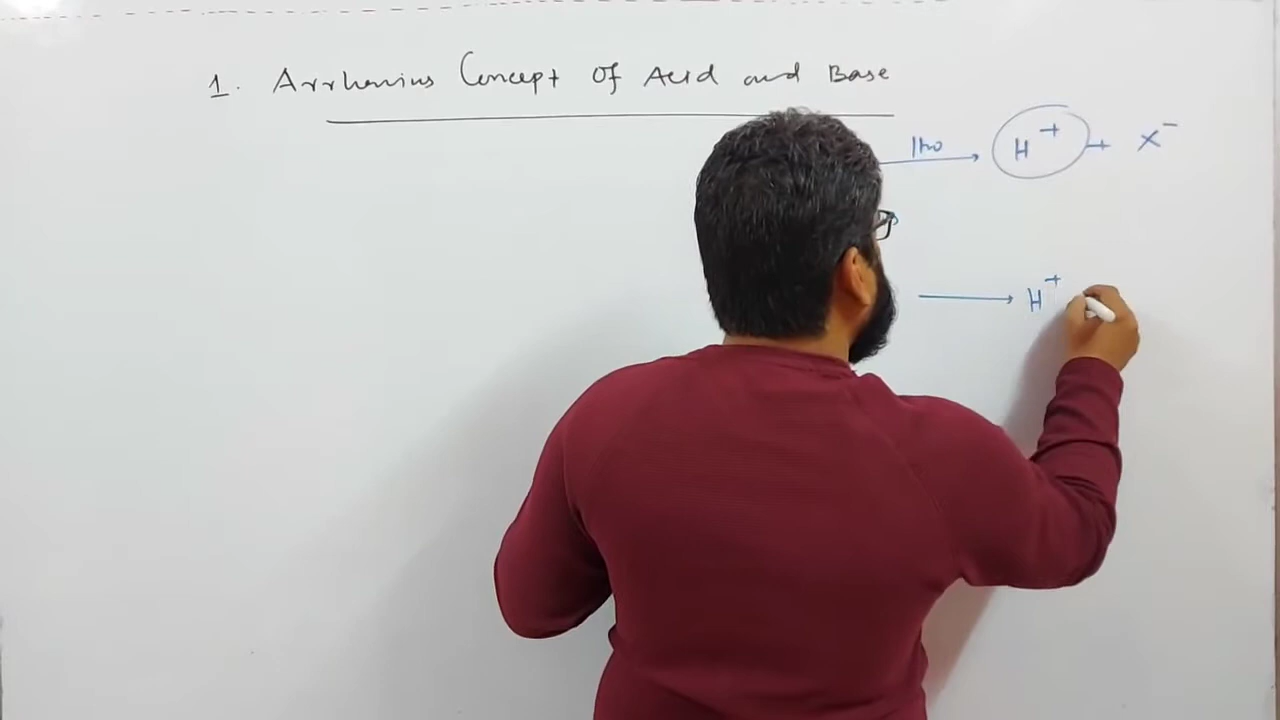 1. Arrhenius Concept Of Acid and Base
H2O → H⁺ + X⁻
→ H⁺